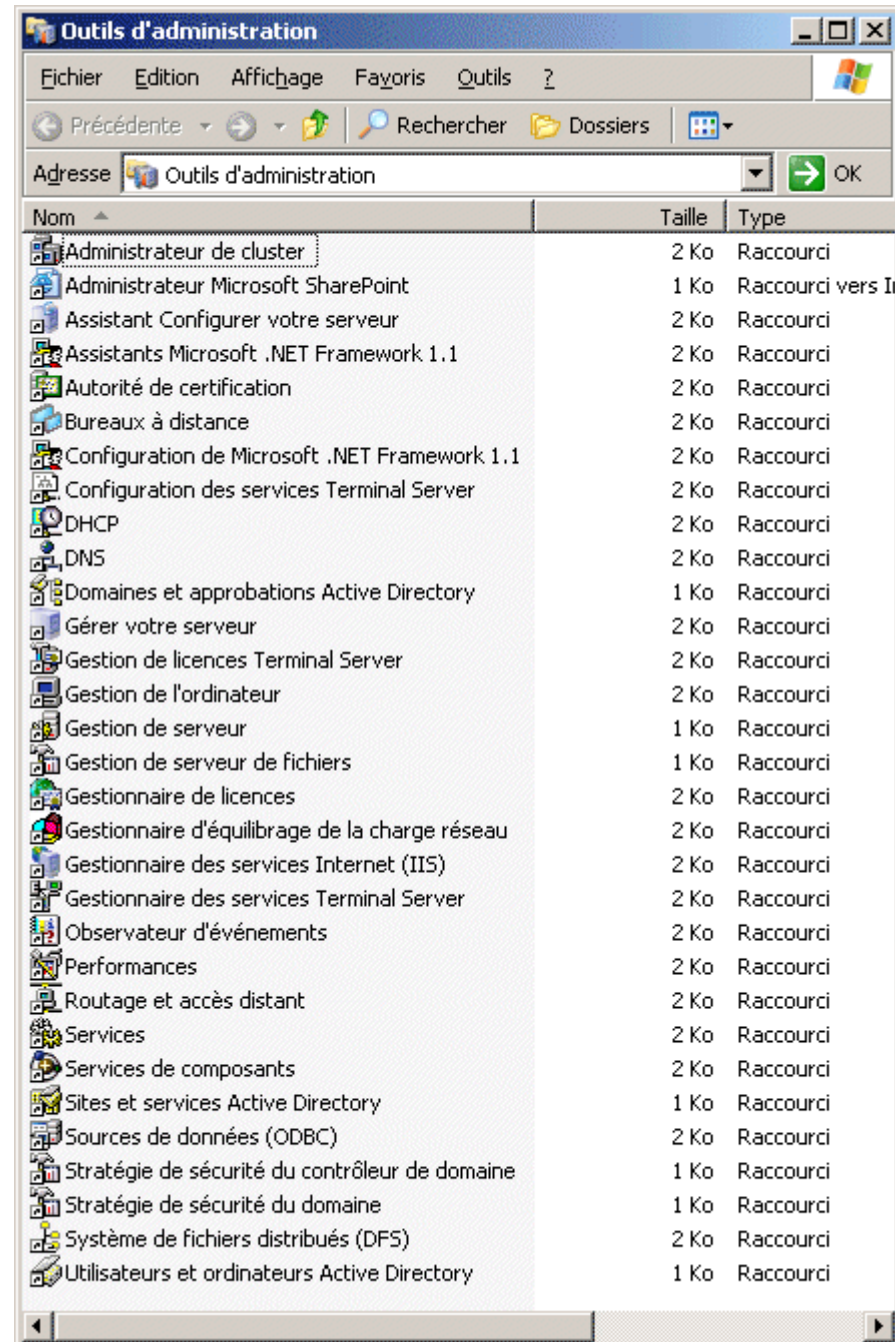 Outils d'administration
Fichier Edition Affichage Favoris Outils ?
Précédente Rechercher Dossiers
Adresse Outils d'administration OK
Nom Taille Type
Administrateur de cluster 2 Ko Raccourci
Administrateur Microsoft SharePoint 1 Ko Raccourci vers
Assistant Configurer votre serveur 2 Ko Raccourci
Assistants Microsoft .NET Framework 1.1 2 Ko Raccourci
Autorité de certification 2 Ko Raccourci
Bureaux à distance 2 Ko Raccourci
Configuration de Microsoft .NET Framework 1.1 2 Ko Raccourci
Configuration des services Terminal Server 2 Ko Raccourci
DHCP 2 Ko Raccourci
DNS 2 Ko Raccourci
Domaines et approbations Active Directory 1 Ko Raccourci
Gérer votre serveur 2 Ko Raccourci
Gestion de licences Terminal Server 2 Ko Raccourci
Gestion de l'ordinateur 2 Ko Raccourci
Gestion de serveur 1 Ko Raccourci
Gestion de serveur de fichiers 1 Ko Raccourci
Gestionnaire de licences 2 Ko Raccourci
Gestionnaire d'équilibrage de la charge réseau 2 Ko Raccourci
Gestionnaire des services Internet (IIS) 2 Ko Raccourci
Gestionnaire des services Terminal Server 2 Ko Raccourci
Observateur d'événements 2 Ko Raccourci
Performances 2 Ko Raccourci
Routage et accès distant 2 Ko Raccourci
Services 2 Ko Raccourci
Services de composants 2 Ko Raccourci
Sites et services Active Directory 1 Ko Raccourci
Sources de données (ODBC) 2 Ko Raccourci
Stratégie de sécurité du contrôleur de domaine 1 Ko Raccourci
Stratégie de sécurité du domaine 1 Ko Raccourci
Système de fichiers distribués (DFS) 2 Ko Raccourci
Utilisateurs et ordinateurs Active Directory 1 Ko Raccourci